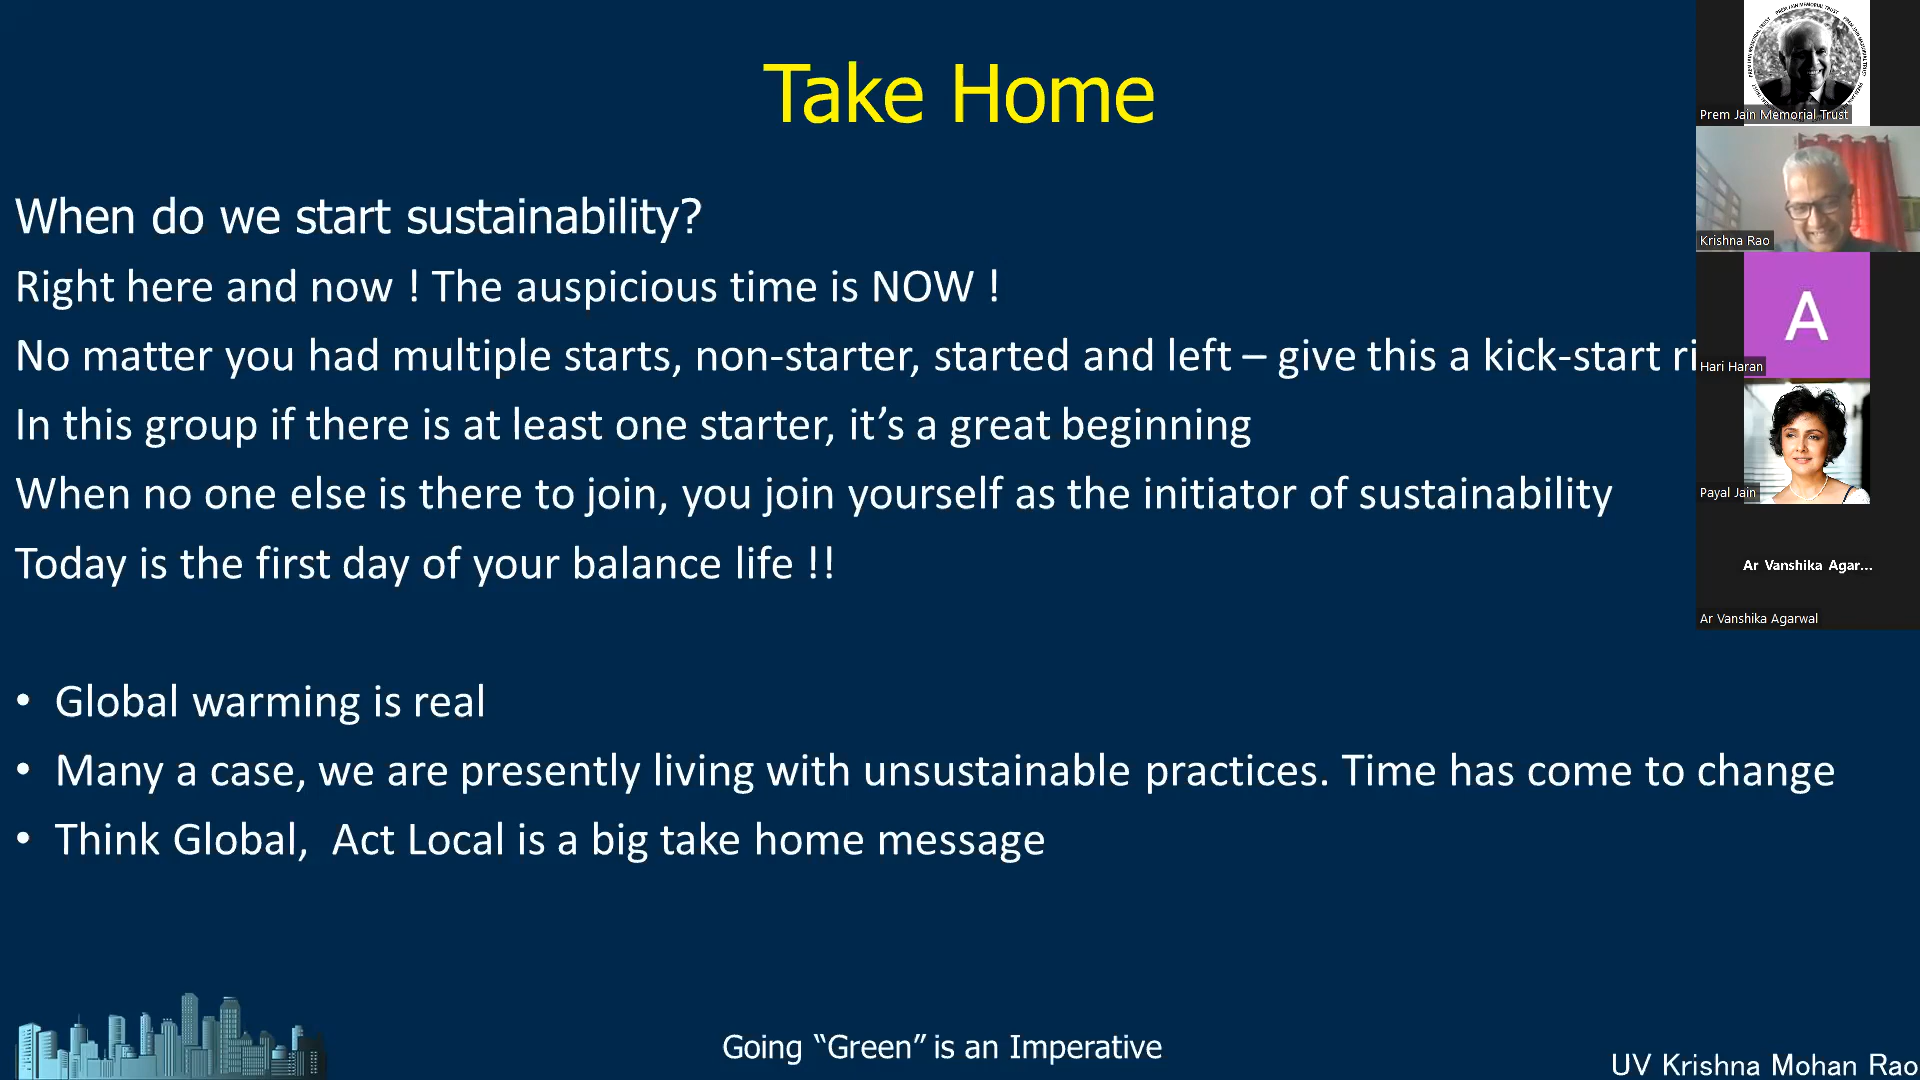 Take Home
When do we start sustainability?
Right here and now ! The auspicious time is NOW !
No matter you had multiple starts, non-starter, started and left – give this a kick-start ri
In this group if there is at least one starter, it’s a great beginning
When no one else is there to join, you join yourself as the initiator of sustainability
Today is the first day of your balance life !!
• Global warming is real
• Many a case, we are presently living with unsustainable practices. Time has come to change
• Think Global, Act Local is a big take home message
Going “Green” is an Imperative
UV Krishna Mohan Rao
Prem Jain Memorial Trust
Krishna Rao
A
Hari Haran
Payal Jain
Ar Vanshika Agar...
Ar Vanshika Agarwal